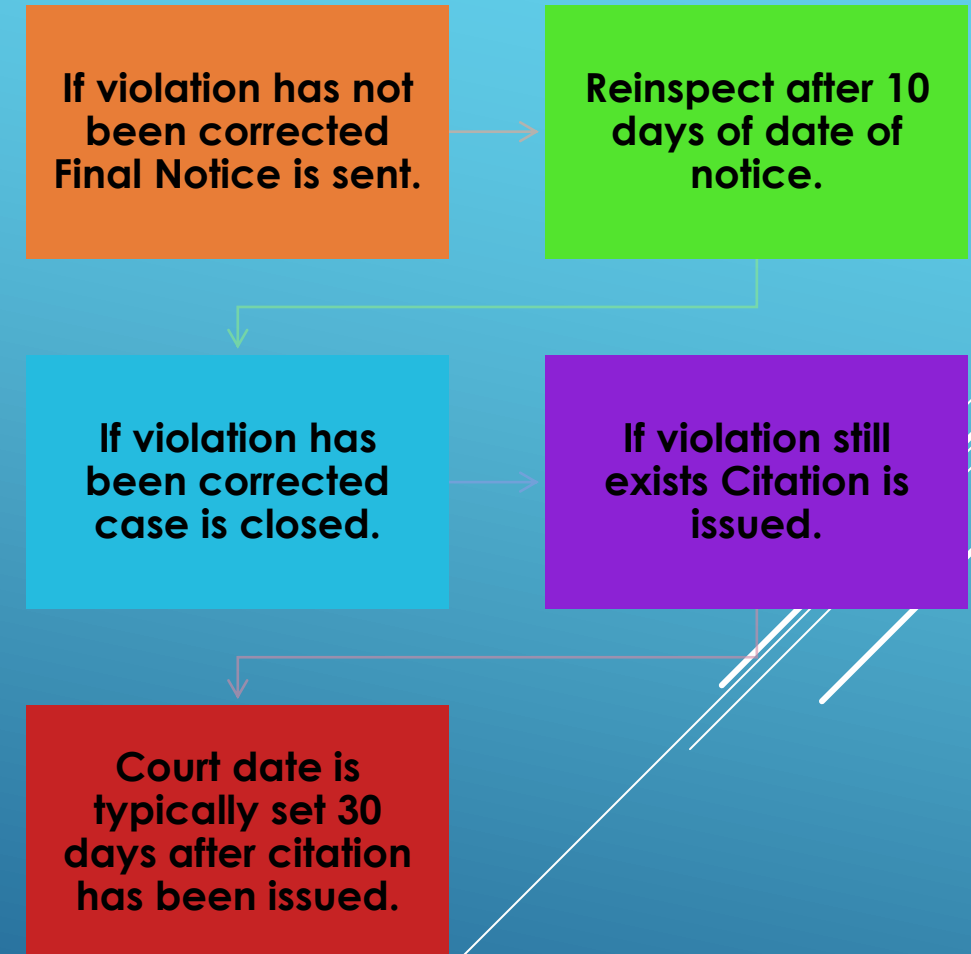 If violation has not
been corrected
Final Notice is sent.
Reinspect after 10
days of date of
notice.
If violation has
been corrected
case is closed.
If violation still
exists Citation is
issued.
Court date is
typically set 30
days after citation
has been issued.